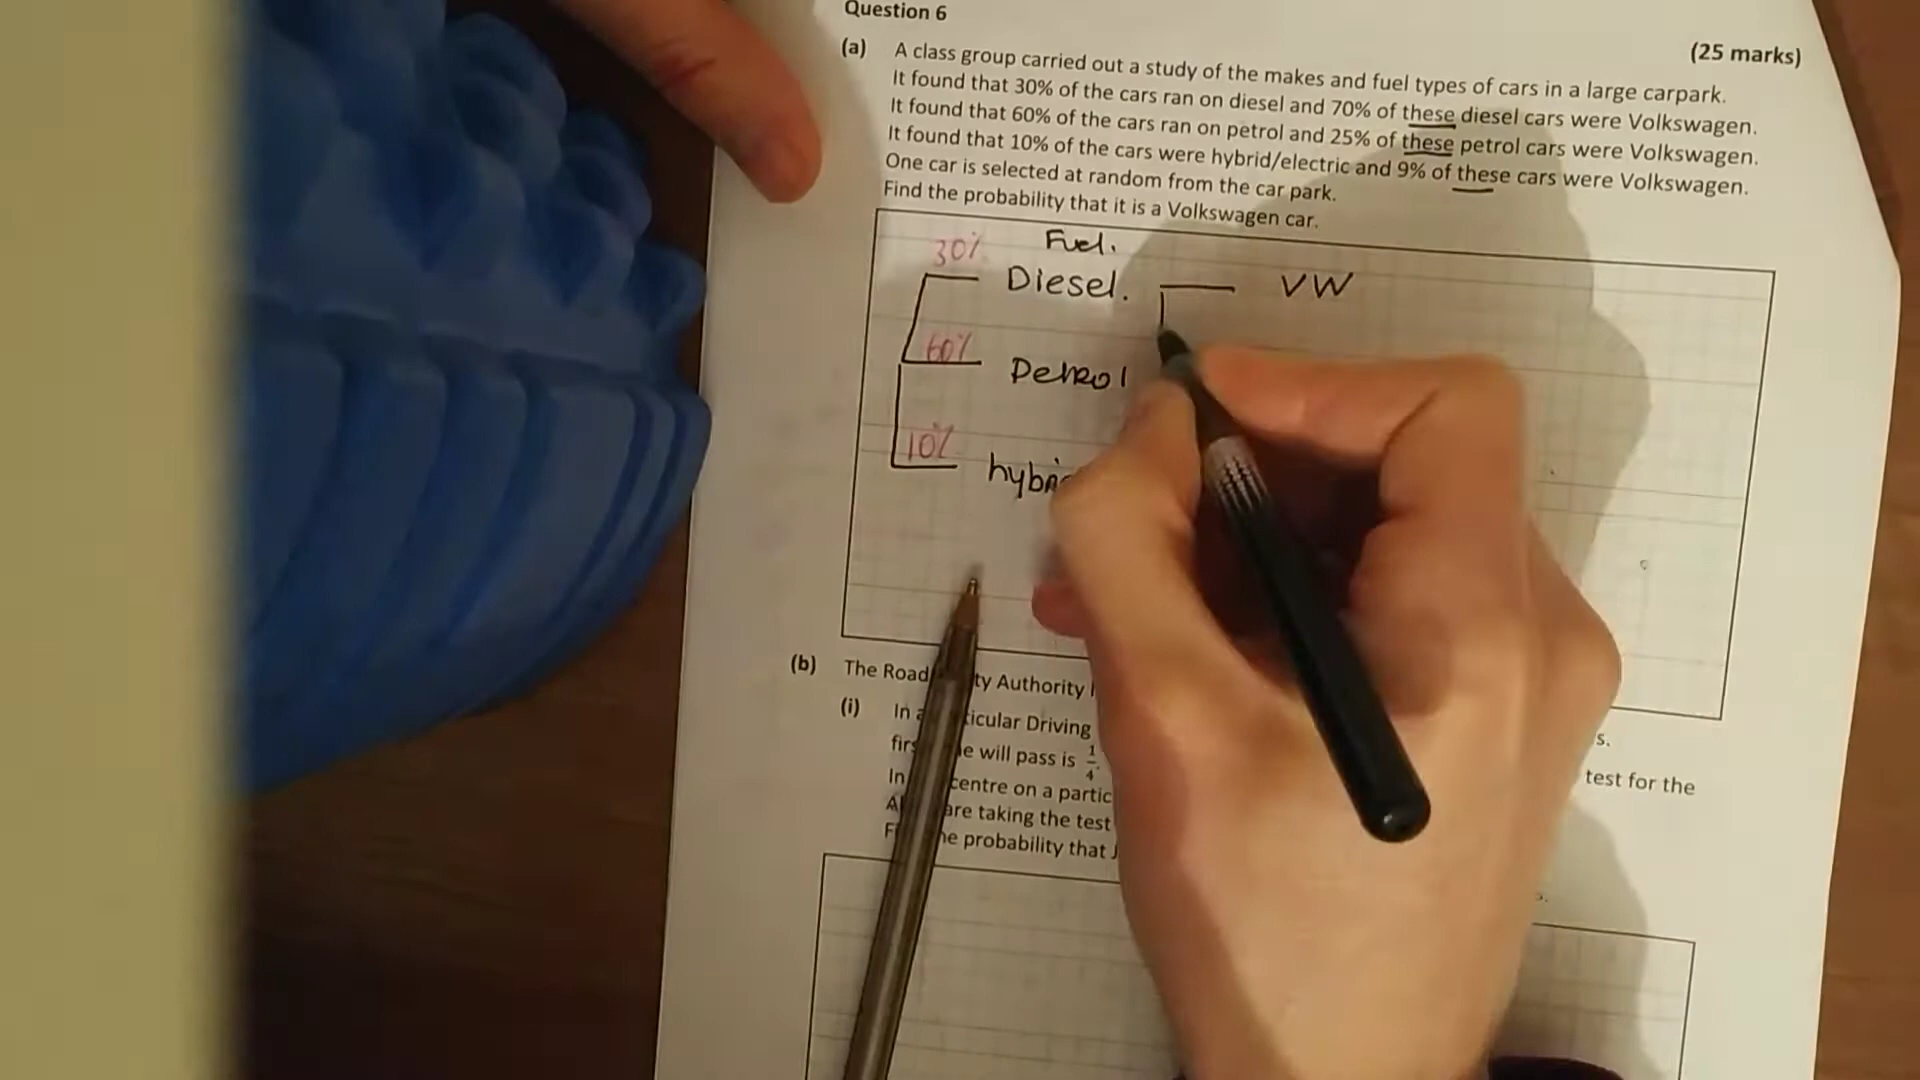 Question 6
(25 marks)
(a) A class group carried out a study of the makes and fuel types of cars in a large carpark.
It found that 30% of the cars ran on diesel and 70% of these diesel cars were Volkswagen.
It found that 60% of the cars ran on petrol and 25% of these petrol cars were Volkswagen.
It found that 10% of the cars were hybrid/electric and 9% of these cars were Volkswagen.
One car is selected at random from the car park.
Find the probability that it is a Volkswagen car.
Fuel.
30% Diesel. VW
60% Petrol
10%
(b) The Road Authority
(i) In Driving
will pass is 1/4.
test for the
In centre on a
are taking the test
probability that